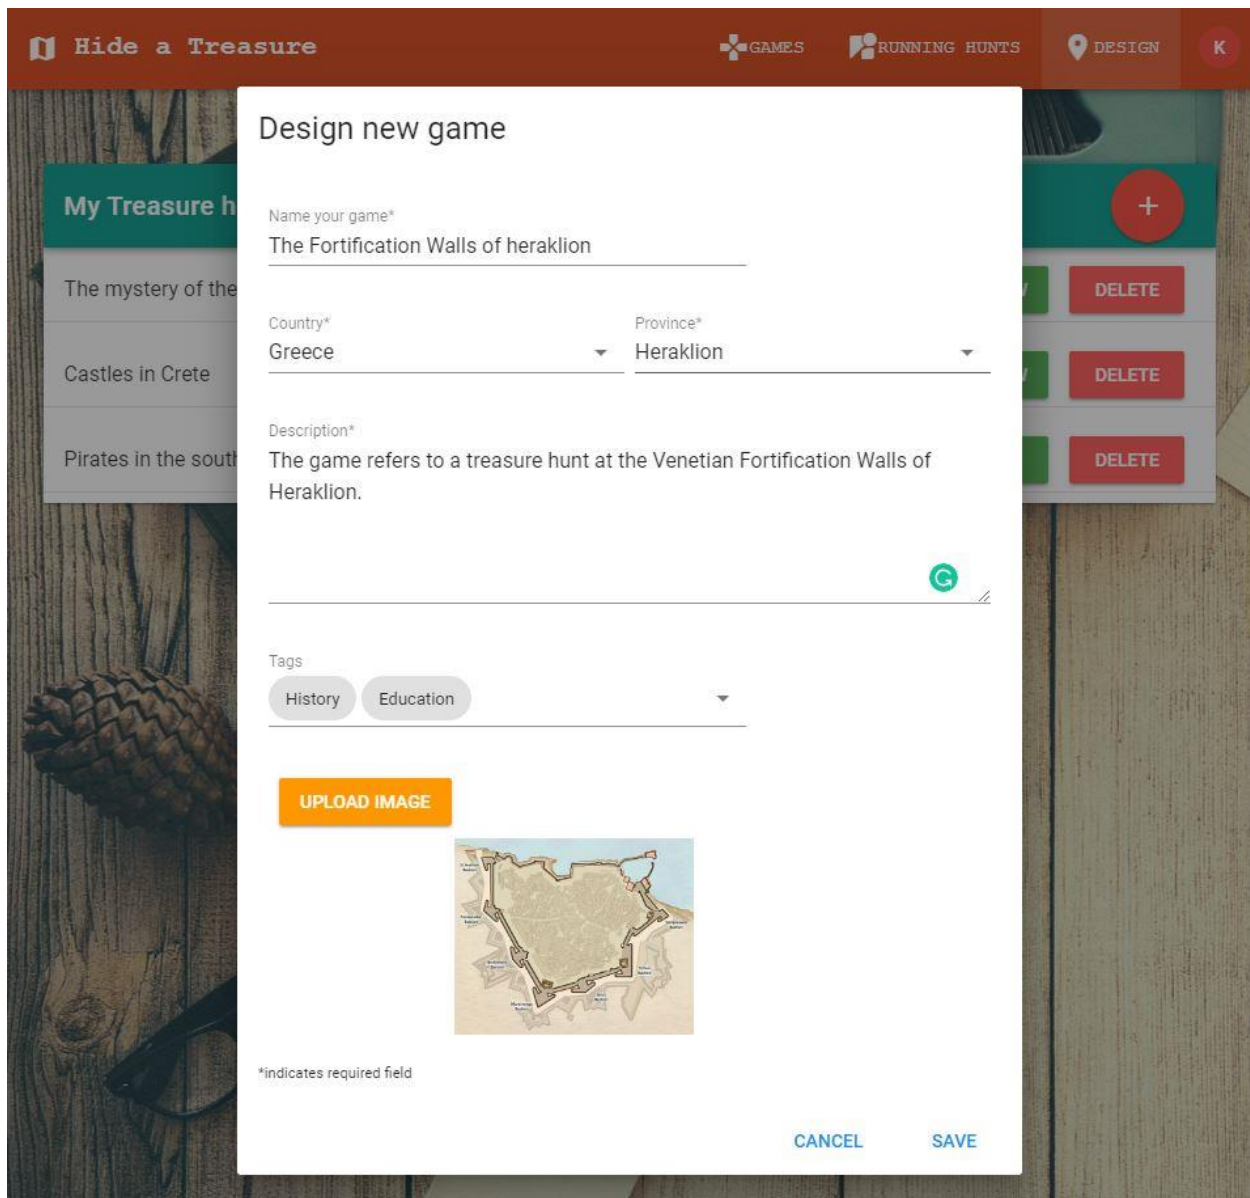 Hide a Treasure
GAMES
RUNNING HUNTS
DESIGN
K
My Treasure h
+
The mystery of the
DELETE
Castles in Crete
DELETE
Pirates in the south
DELETE
Design new game
Name your game*
The Fortification Walls of heraklion
Country*
Greece
Province*
Heraklion
Description*
The game refers to a treasure hunt at the Venetian Fortification Walls of
Heraklion.
Tags
History
Education
UPLOAD IMAGE
*indicates required field
CANCEL
SAVE